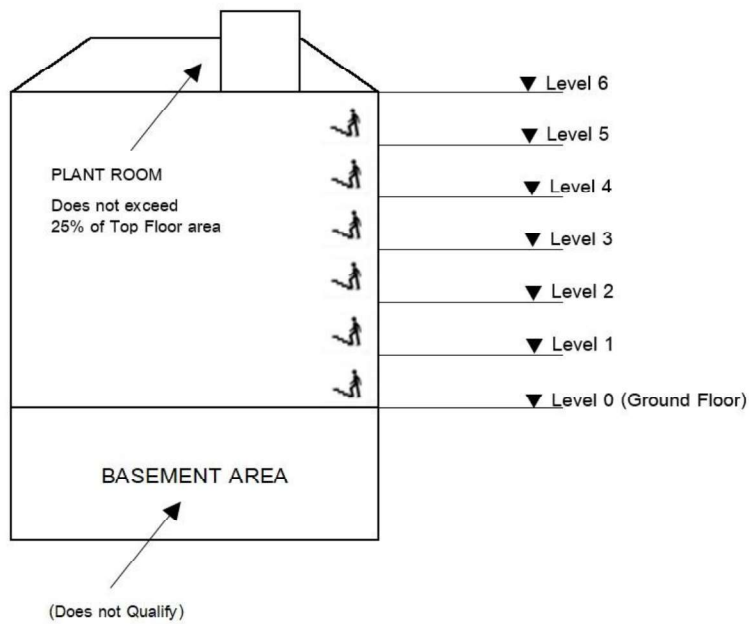 Level 6
Level 5
PLANT ROOM
Does not exceed
25% of Top Floor area
Level 4
Level 3
Level 2
Level 1
Level 0 (Ground Floor)
BASEMENT AREA
(Does not Qualify)